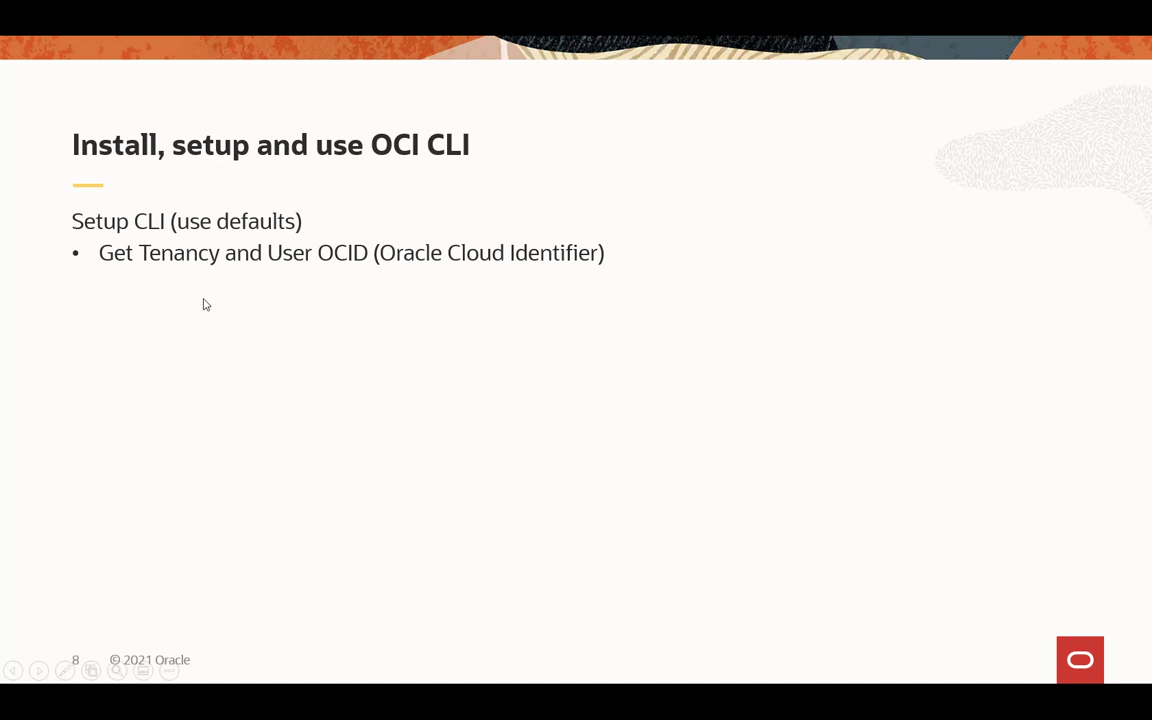 Install, setup and use OCI CLI
Setup CLI (use defaults)
• Get Tenancy and User OCID (Oracle Cloud Identifier)
8 © 2021 Oracle